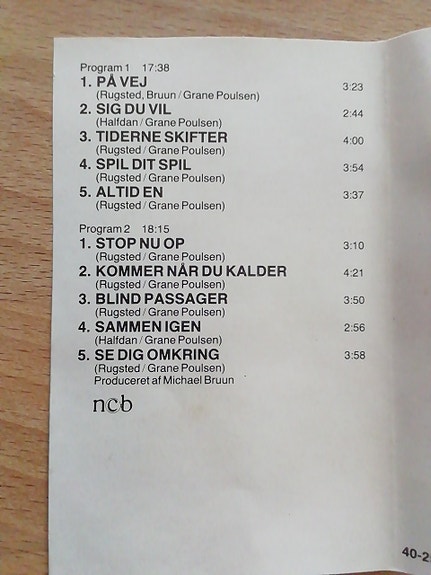 Program 1 17:38
1. PÅ VEJ 3:23
(Rugsted, Bruun / Grane Poulsen)
2. SIG DU VIL 2:44
(Halfdan / Grane Poulsen)
3. TIDERNE SKIFTER 4:00
(Rugsted / Grane Poulsen)
4. SPIL DIT SPIL 3:54
(Rugsted / Grane Poulsen)
5. ALTID EN 3:37
(Rugsted / Grane Poulsen)
Program 2 18:15
1. STOP NU OP 3:10
(Rugsted / Grane Poulsen)
2. KOMMER NÅR DU KALDER 4:21
(Rugsted / Grane Poulsen)
3. BLIND PASSAGER 3:50
(Rugsted / Grane Poulsen)
4. SAMMEN IGEN 2:56
(Halfdan / Grane Poulsen)
5. SE DIG OMKRING 3:58
(Rugsted / Grane Poulsen)
Produceret af Michael Bruun
ncb
40-2